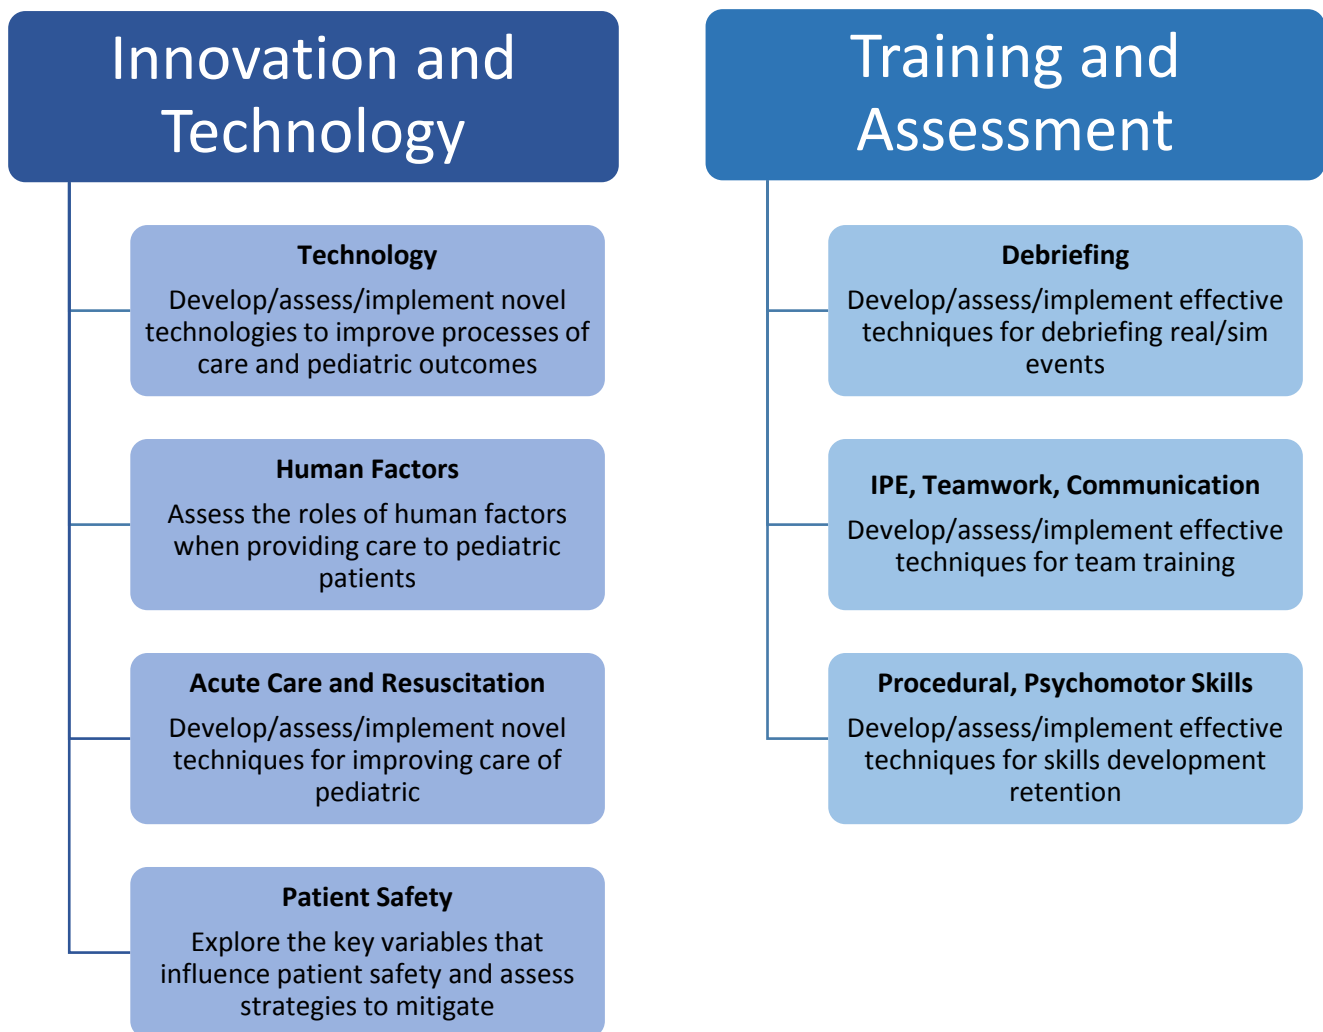 Innovation and
Technology
Technology
Develop/assess/implement novel
technologies to improve processes of
care and pediatric outcomes
Human Factors
Assess the roles of human factors
when providing care to pediatric
patients
Acute Care and Resuscitation
Develop/assess/implement novel
techniques for improving care of
pediatric
Patient Safety
Explore the key variables that
influence patient safety and assess
strategies to mitigate
Training and
Assessment
Debriefing
Develop/assess/implement effective
techniques for debriefing real/sim
events
IPE, Teamwork, Communication
Develop/assess/implement effective
techniques for team training
Procedural, Psychomotor Skills
Develop/assess/implement effective
techniques for skills development
retention